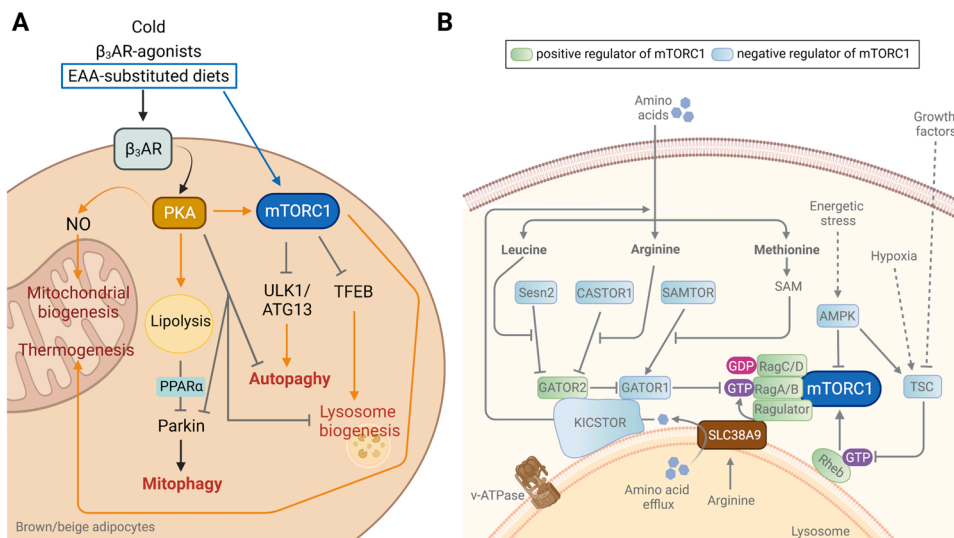 A
Cold
β₃AR-agonists
EAA-substituted diets
β₃AR
NO
PKA
mTORC1
Mitochondrial
biogenesis
Thermogenesis
Lipolysis
ULK1/
ATG13
TFEB
PPARα
Autopaghy
Parkin
Lysosome
biogenesis
Mitophagy
Brown/beige adipocytes
B
positive regulator of mTORC1
negative regulator of mTORC1
Amino
acids
Growth
factors
Energetic
stress
Leucine
Arginine
Methionine
Hypoxia
SAM
Sesn2
CASTOR1
SAMTOR
AMPK
GDP
RagC/D
GATOR2
GATOR1
GTP
RagA/B
mTORC1
TSC
Ragulator
KICSTOR
SLC38A9
Rheb
GTP
v-ATPase
Amino acid
efflux
Arginine
Lysosome